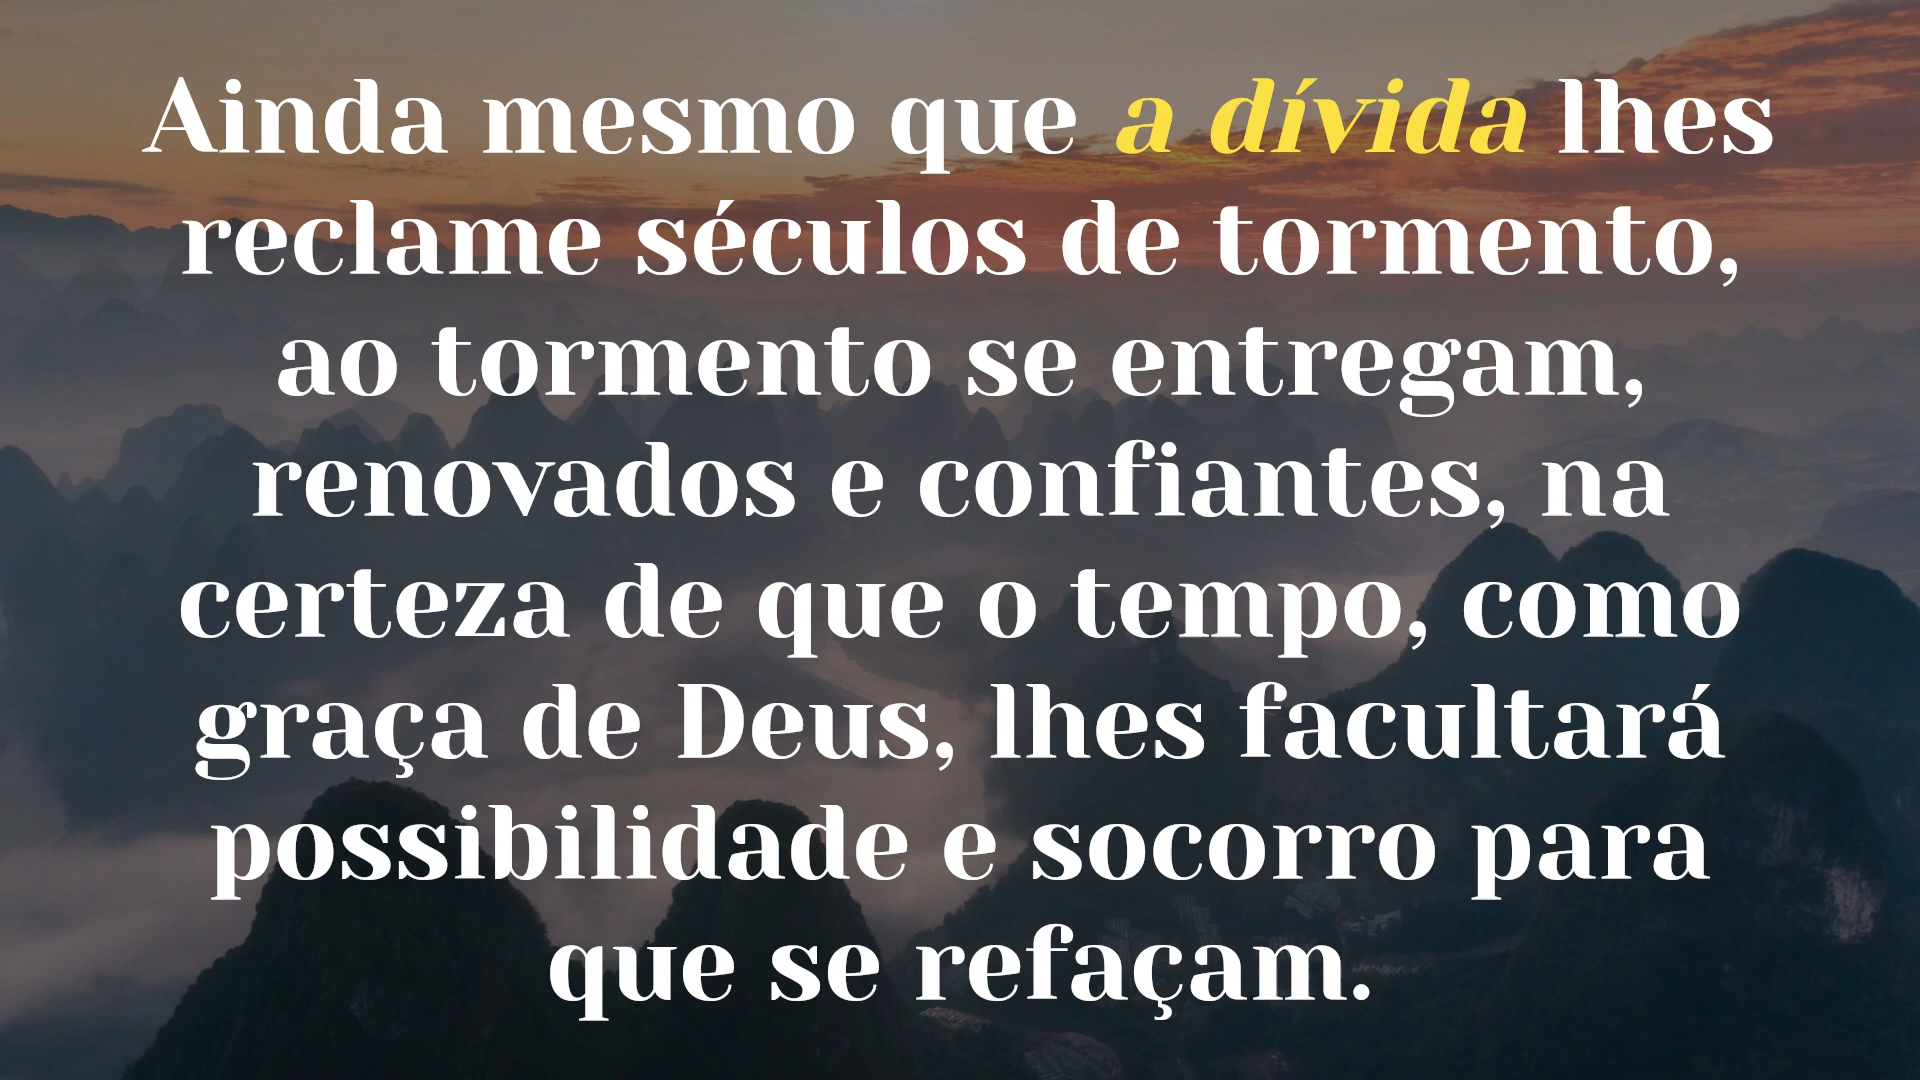 Ainda mesmo que a dívida lhes
reclame séculos de tormento,
ao tormento se entregam,
renovados e confiantes, na
certeza de que o tempo, como
graça de Deus, lhes facultará
possibilidade e socorro para
que se refaçam.